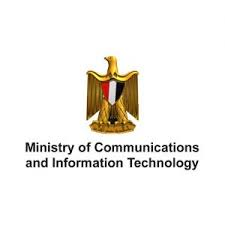 Ministry of Communications
and Information Technology